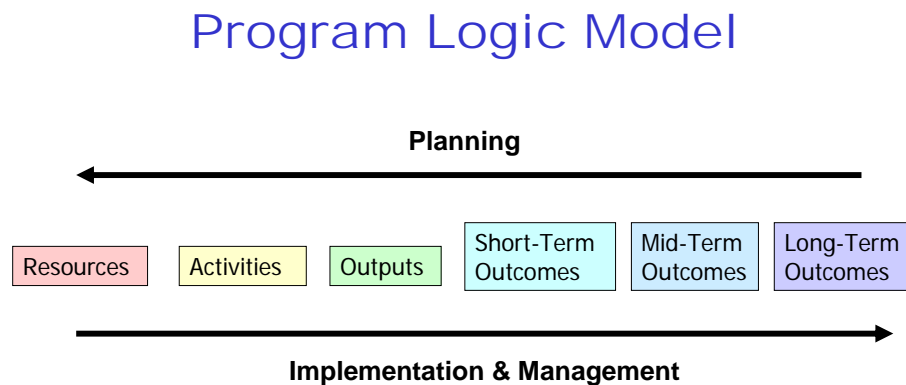 Program Logic Model
Planning
Resources
Activities
Outputs
Short-Term
Outcomes
Mid-Term
Outcomes
Long-Term
Outcomes
Implementation & Management